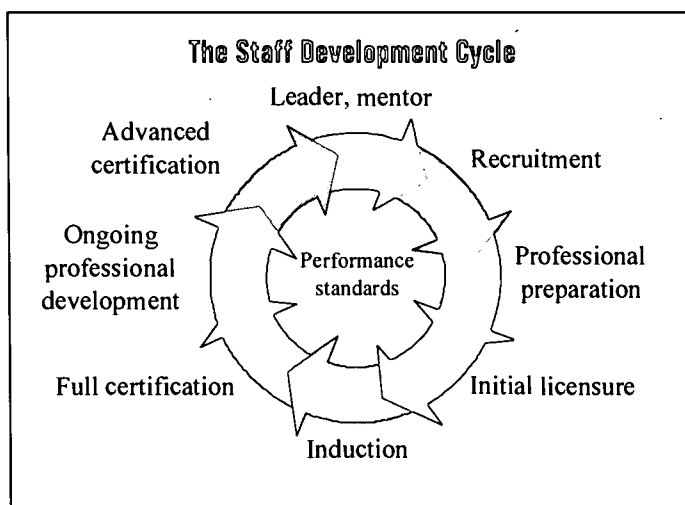 The Staff Development Cycle
Leader, mentor
Recruitment
Professional
preparation
Initial licensure
Induction
Full certification
Ongoing
professional
development
Advanced
certification
Performance
standards